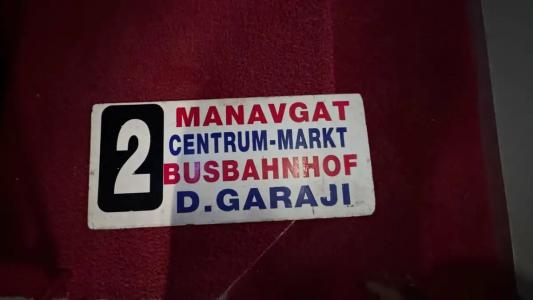 2
MANAVGAT
CENTRUM-MARKT
BUSBAHNHOF
D.GARAJI